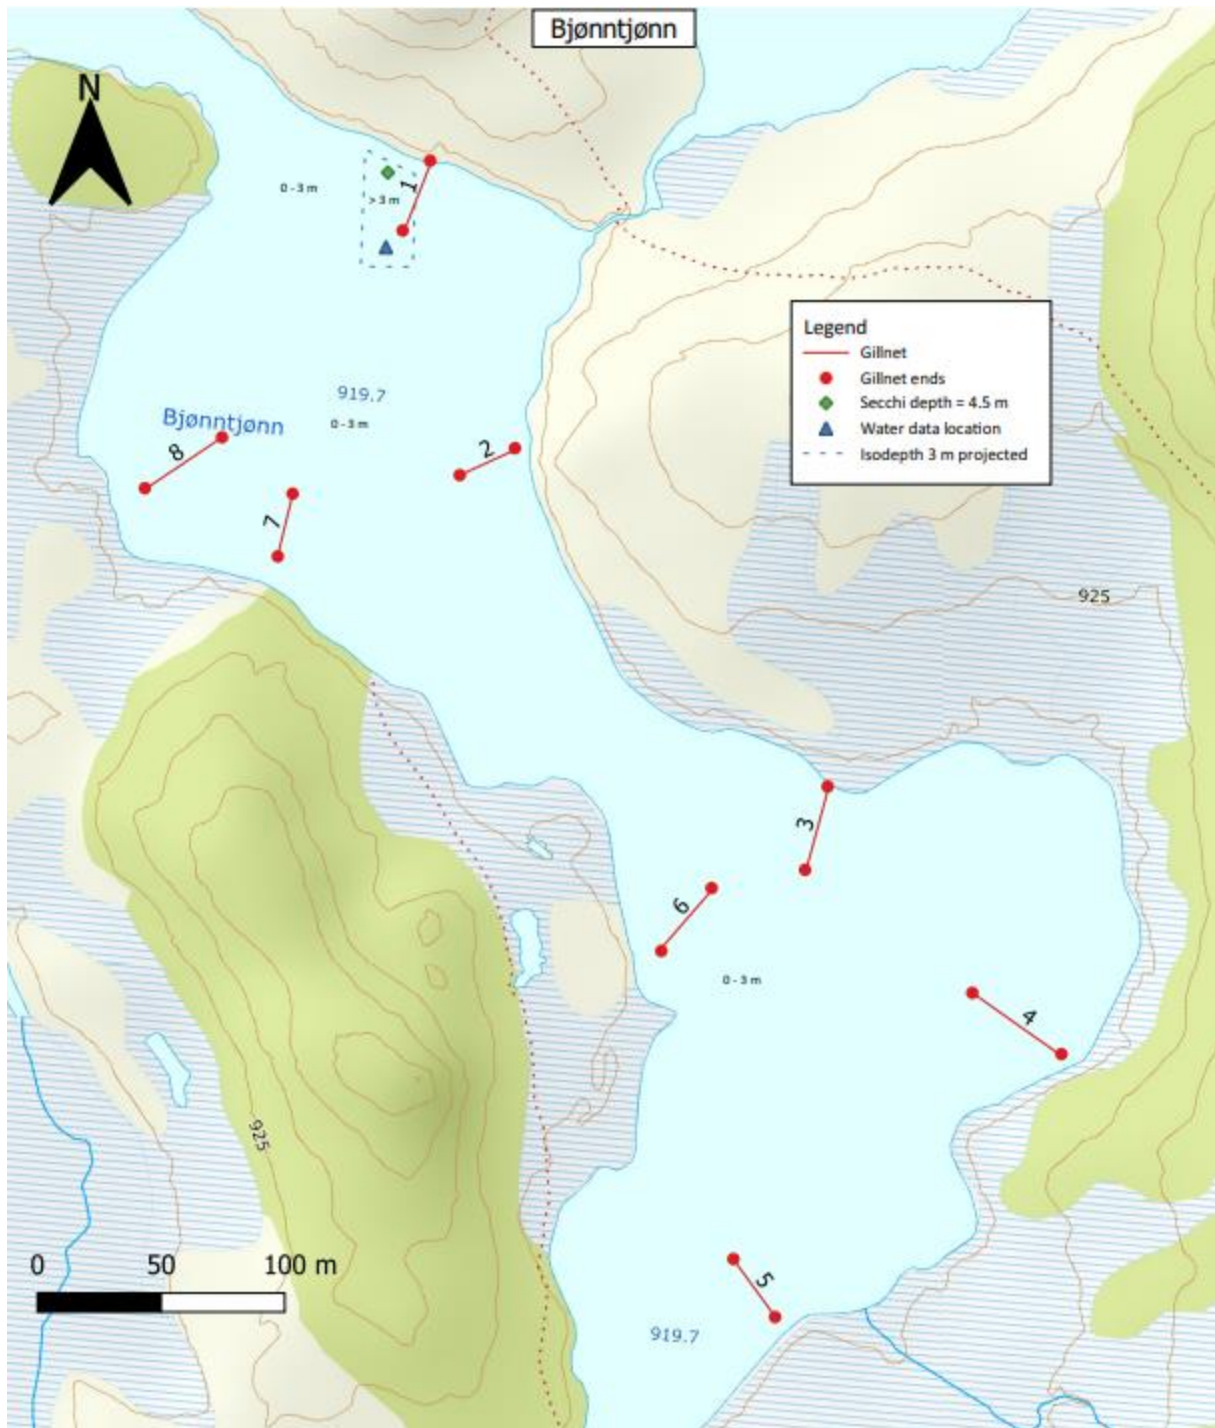 Bjønntjønn
N
1
0 - 3 m
> 3 m
Legend
Gillnet
Gillnet ends
Secchi depth = 4.5 m
Water data location
Isodepth 3 m projected
919.7
Bjønntjønn
0 - 3 m
8
2
7
925
3
6
0 - 3 m
4
925
0 50 100 m
5
919.7